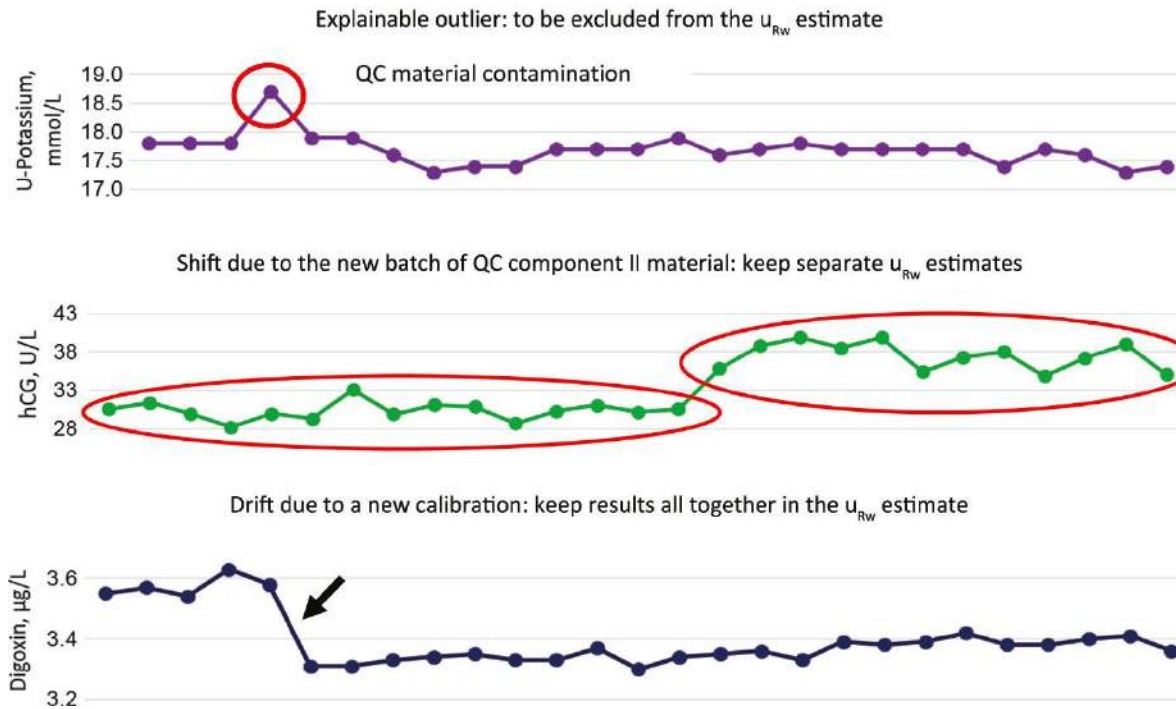 Explainable outlier: to be excluded from the uRw estimate
QC material contamination
U-Potassium,
mmol/L
19.0
18.5
18.0
17.5
17.0
Shift due to the new batch of QC component II material: keep separate uRw estimates
hCG, U/L
43
38
33
28
Drift due to a new calibration: keep results all together in the uRw estimate
Digoxin, µg/L
3.6
3.4
3.2